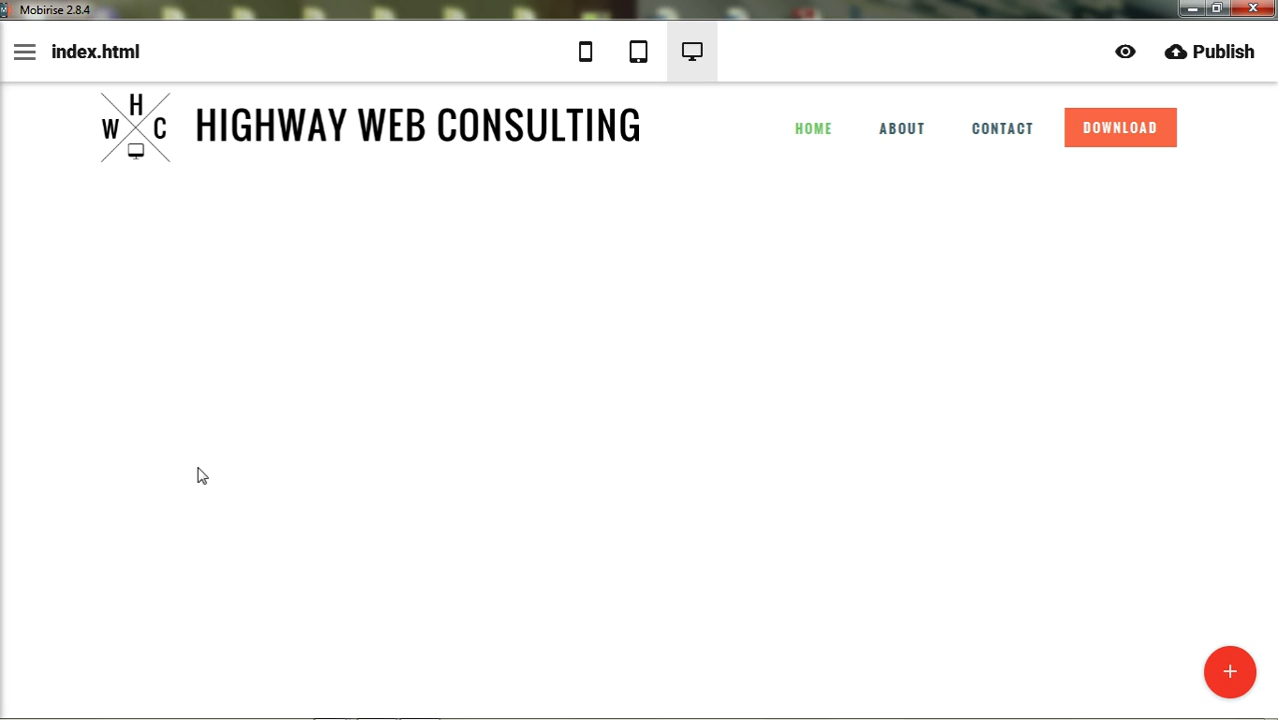 Mobirise 2.8.4
index.html
Publish
H
W C
HIGHWAY WEB CONSULTING
HOME ABOUT CONTACT DOWNLOAD